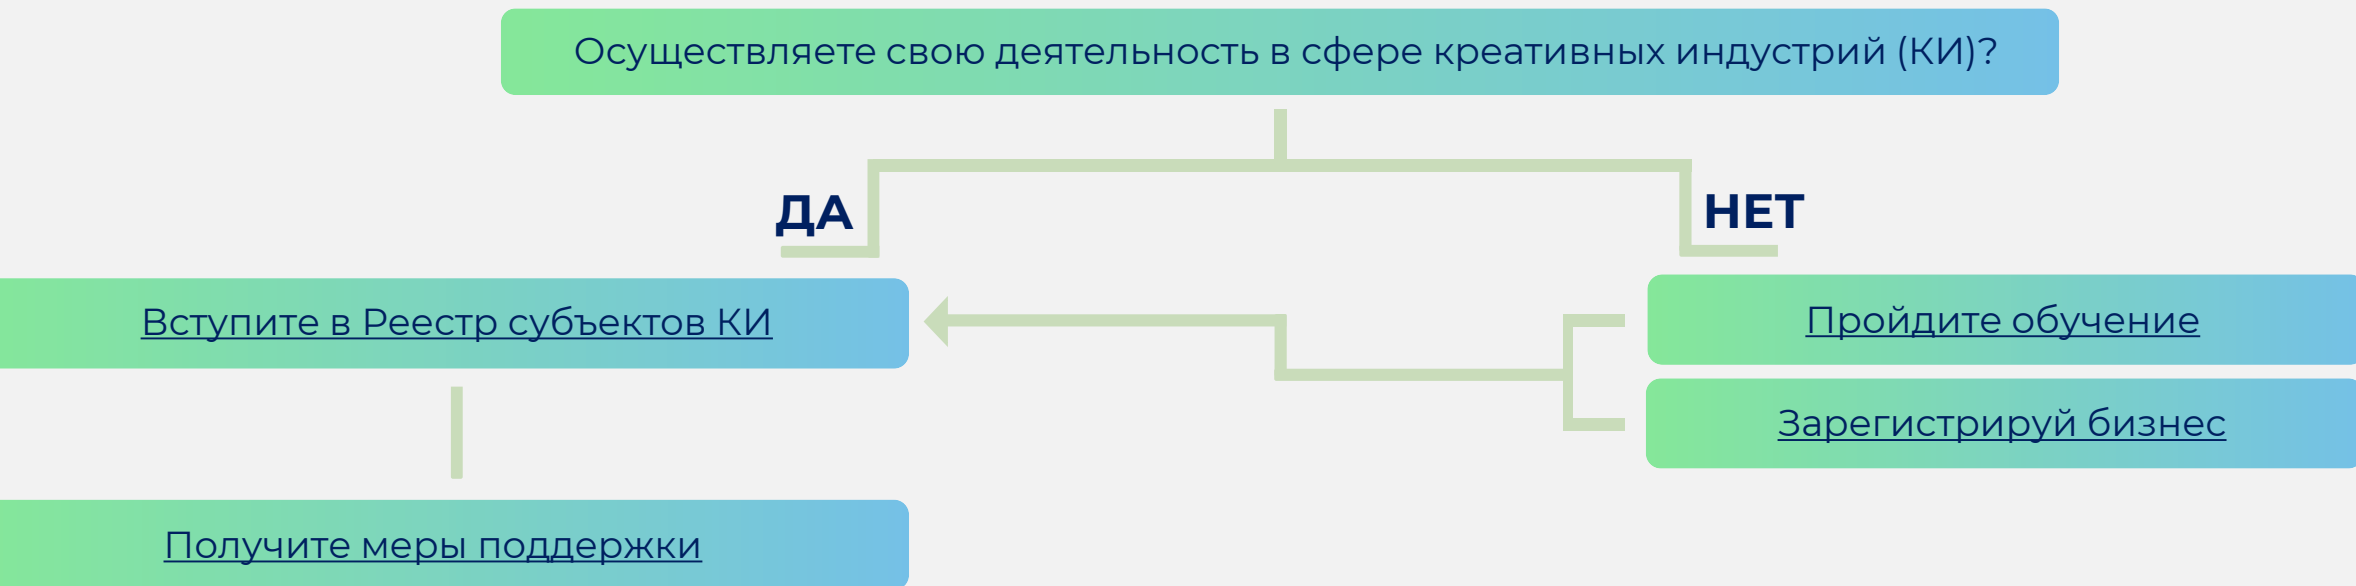 Осуществляете свою деятельность в сфере креативных индустрий (КИ)?
ДА
НЕТ
Вступите в Реестр субъектов КИ
Пройдите обучение
Зарегистрируй бизнес
Получите меры поддержки